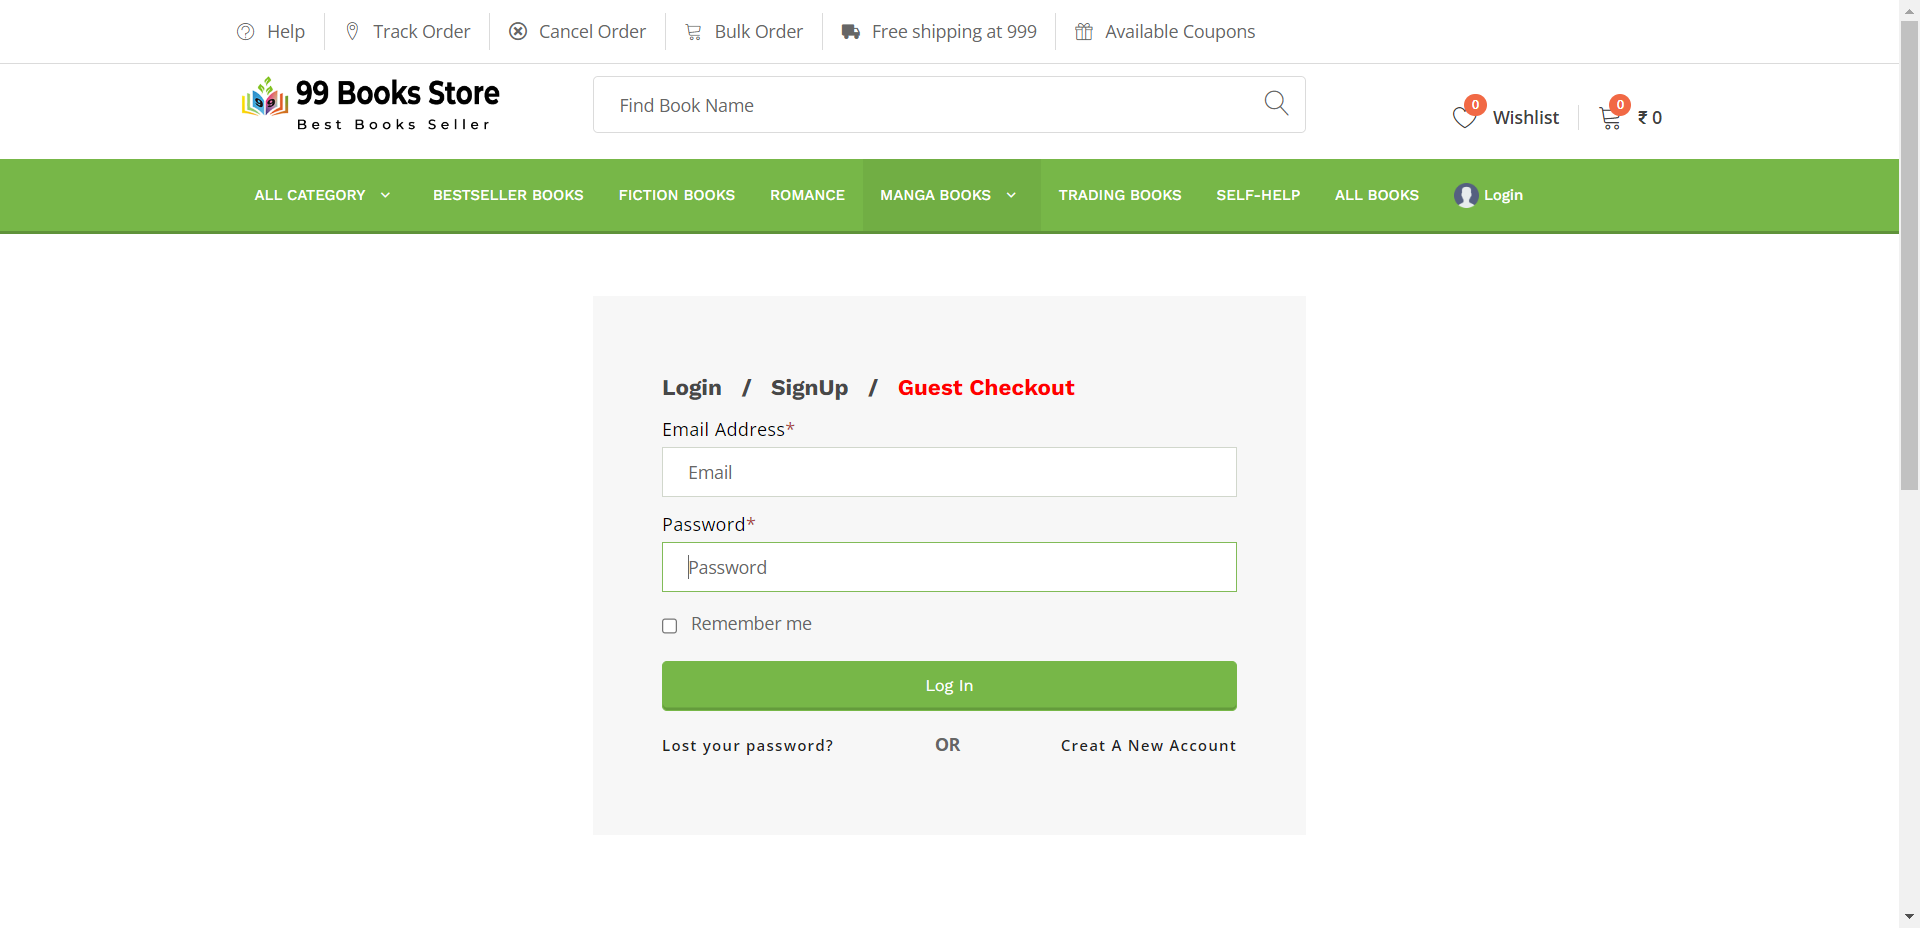 Help Track Order Cancel Order Bulk Order Free shipping at 999 Available Coupons
99 Books Store
Best Books Seller
Find Book Name
0 Wishlist 0 ₹ 0
ALL CATEGORY BESTSELLER BOOKS FICTION BOOKS ROMANCE MANGA BOOKS TRADING BOOKS SELF-HELP ALL BOOKS Login
Login / SignUp / Guest Checkout
Email Address*
Email
Password*
Password
Remember me
Log In
Lost your password? OR Creat A New Account